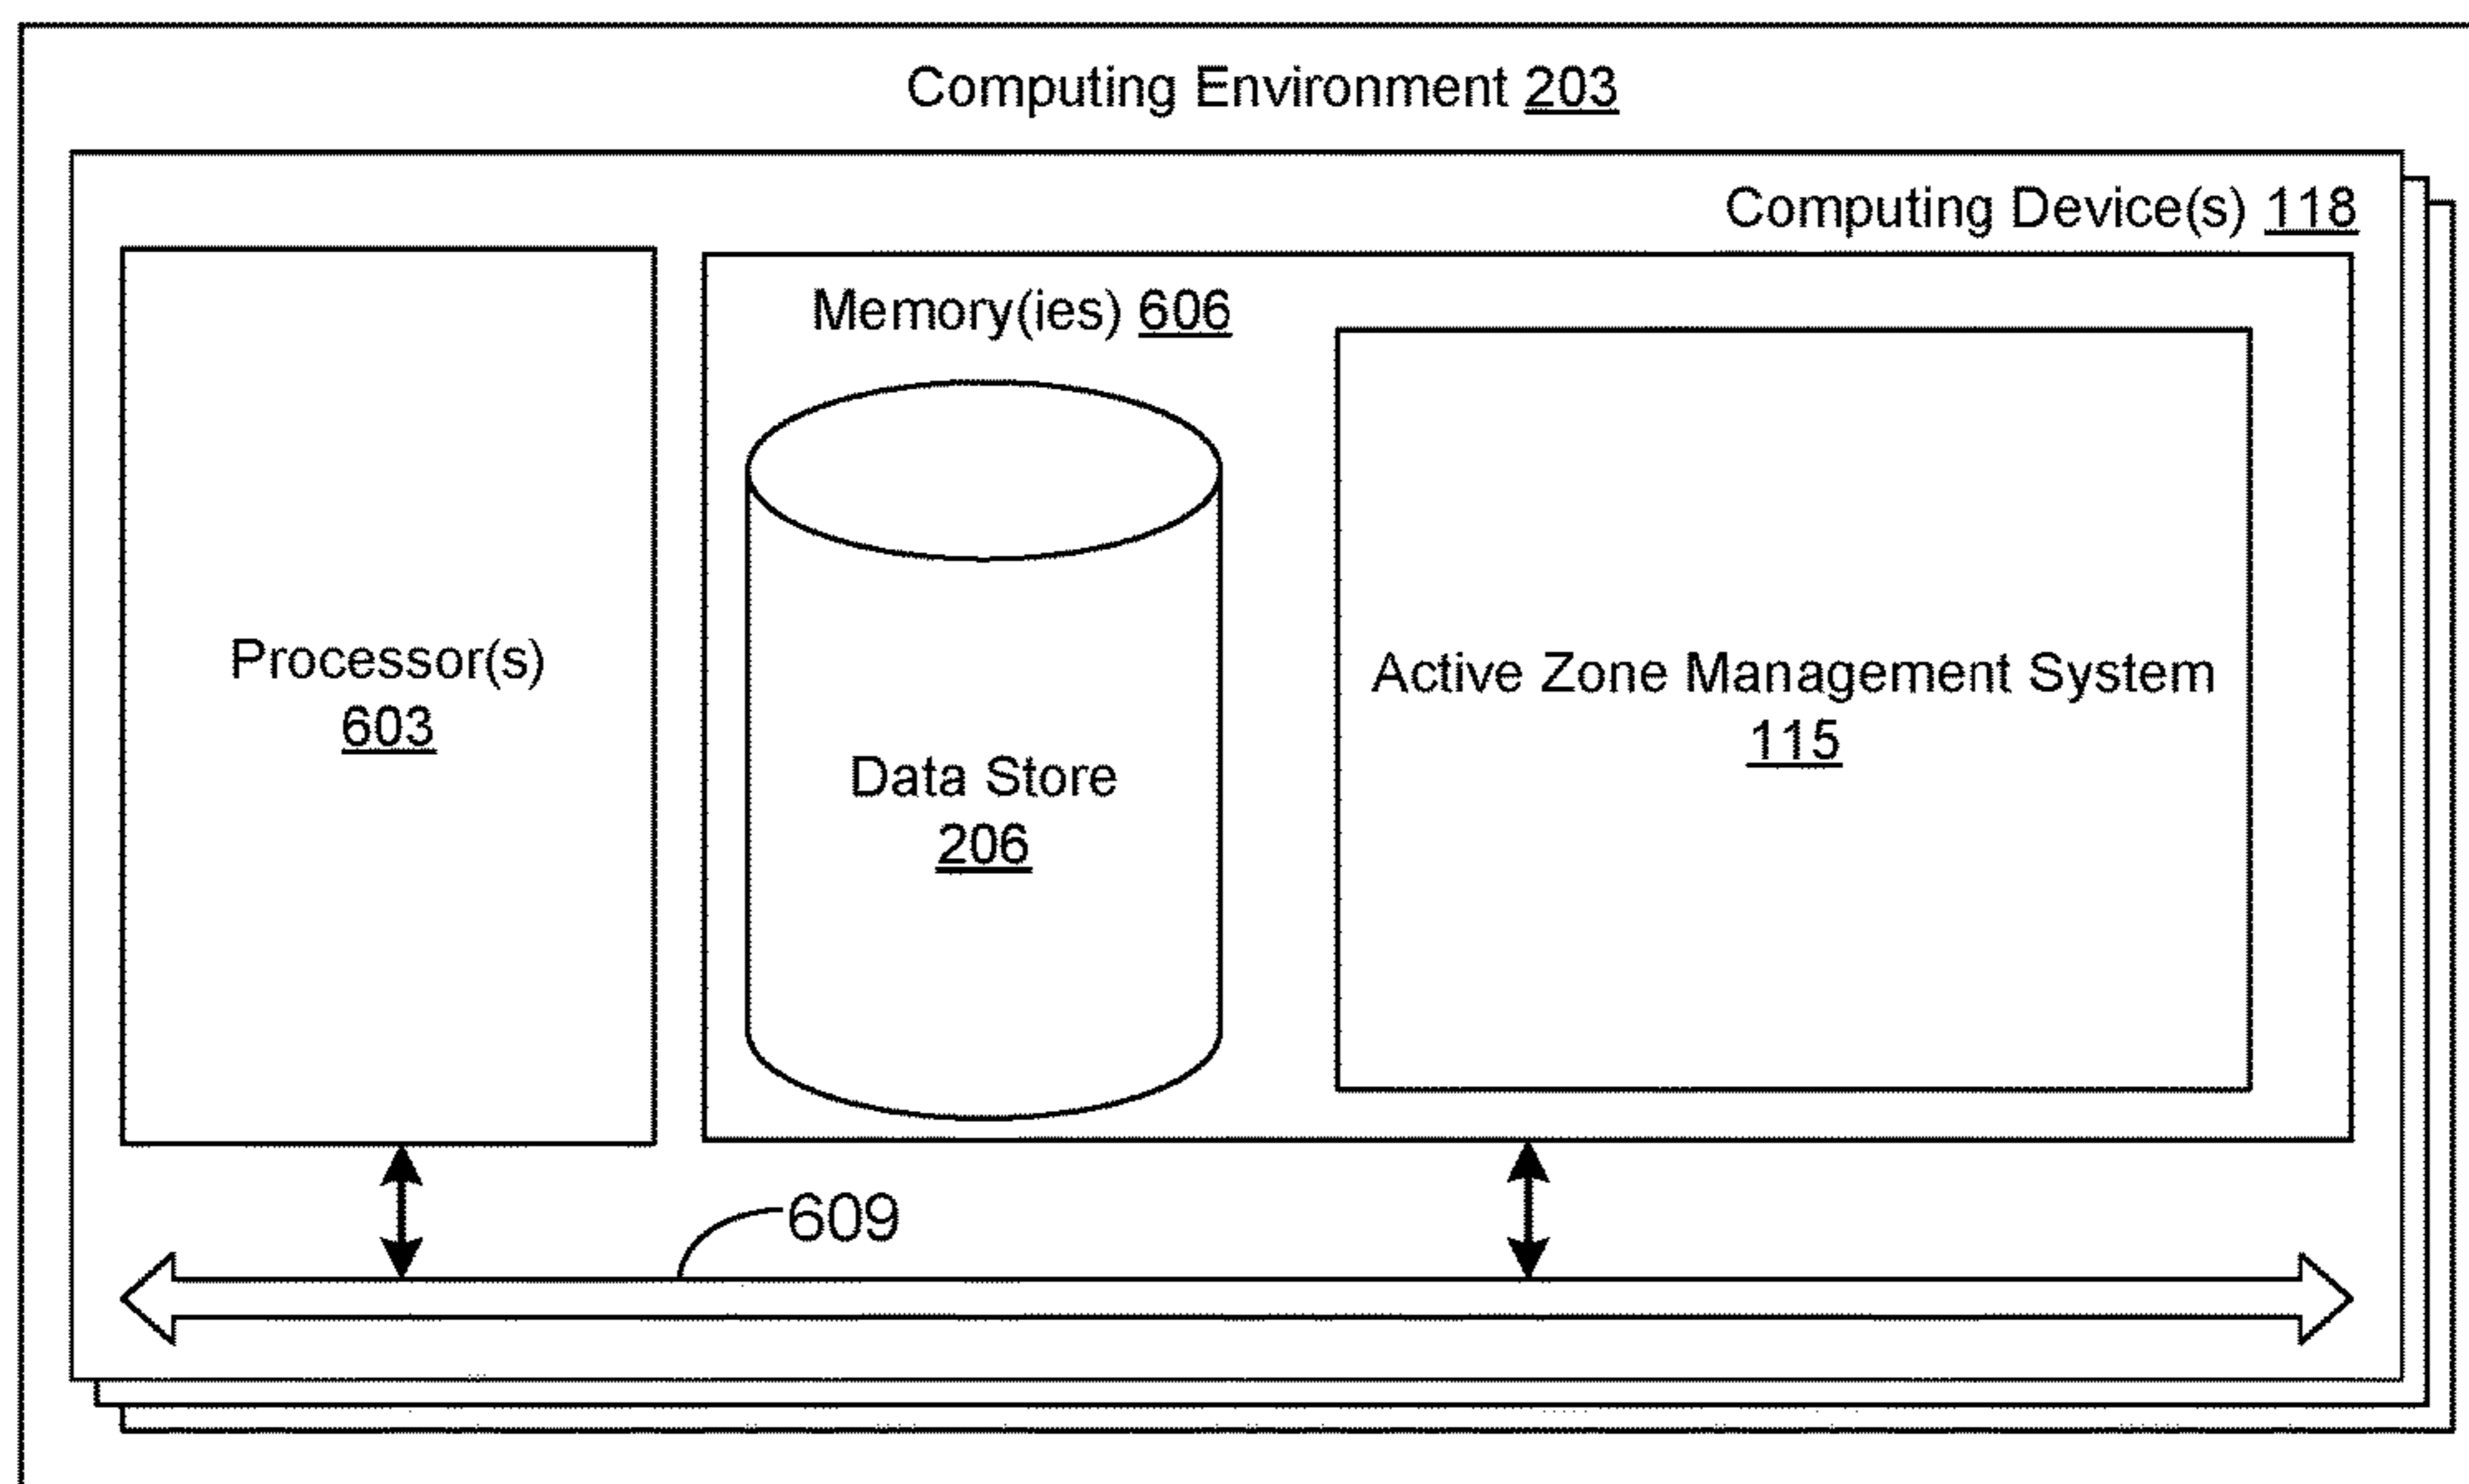 Computing Environment 203
Computing Device(s) 118
Memory(ies) 606
Processor(s)
603
Data Store
206
Active Zone Management System
115
609